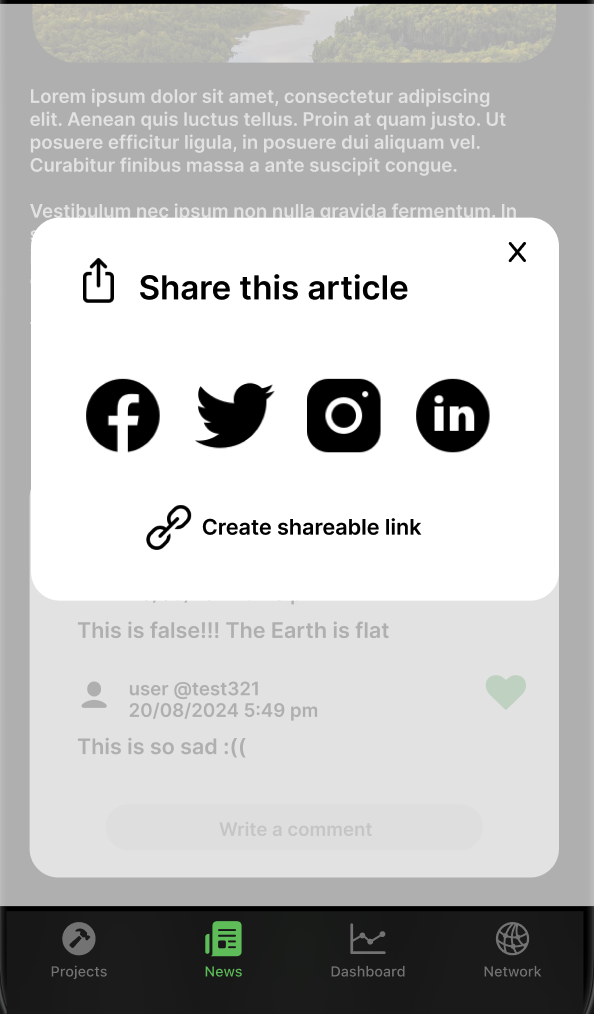 Lorem ipsum dolor sit amet, consectetur adipiscing
elit. Aenean quis luctus tellus. Proin at quam justo. Ut
posuere efficitur ligula, in posuere dui aliquam vel.
Curabitur finibus massa a ante suscipit congue.
Vestibulum nec ipsum non nulla gravida fermentum. In
X
Share this article
f
in
Create shareable link
This is false!!! The Earth is flat
user @test321
20/08/2024 5:49 pm
This is so sad :((
Write a comment
Projects
News
Dashboard
Network